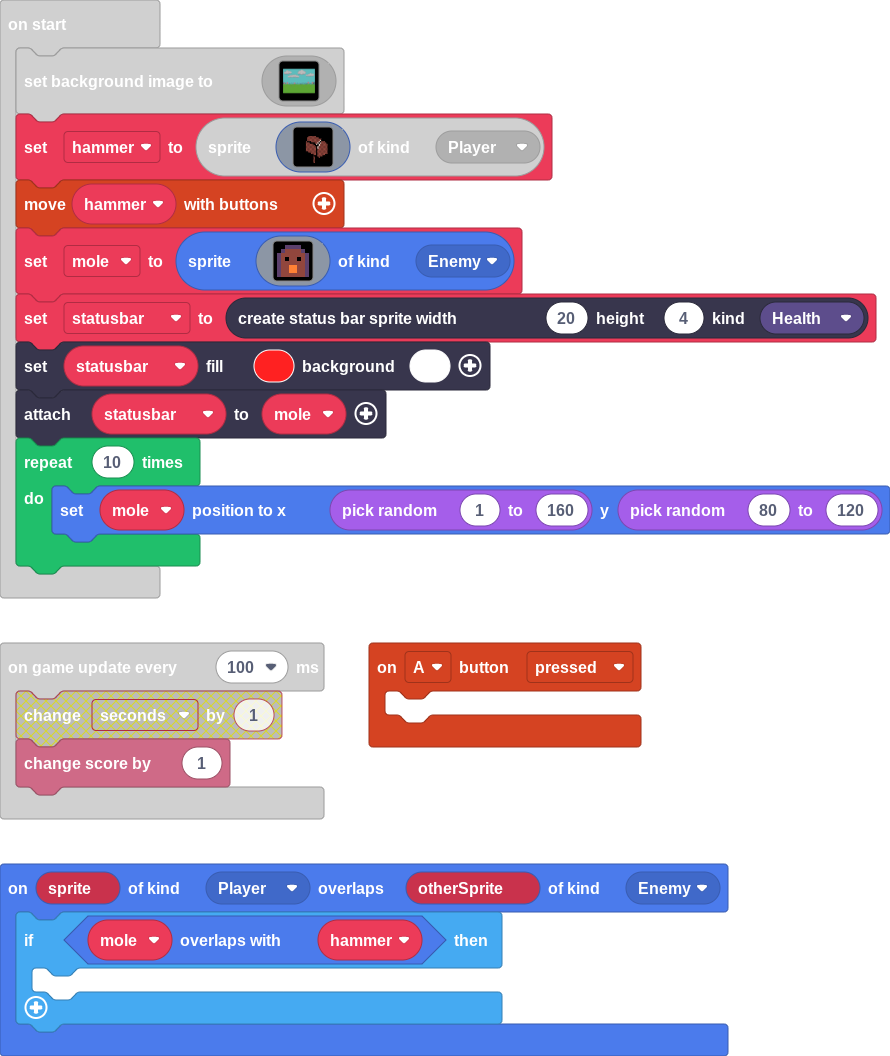 on start
set background image to
set hammer to sprite of kind Player
move hammer with buttons
set mole to sprite of kind Enemy
set statusbar to create status bar sprite width 20 height 4 kind Health
set statusbar fill background
attach statusbar to mole
repeat 10 times
do
set mole position to x pick random 1 to 160 y pick random 80 to 120
on game update every 100 ms
change seconds by 1
change score by 1
on A button pressed
on sprite of kind Player overlaps otherSprite of kind Enemy
if mole overlaps with hammer then